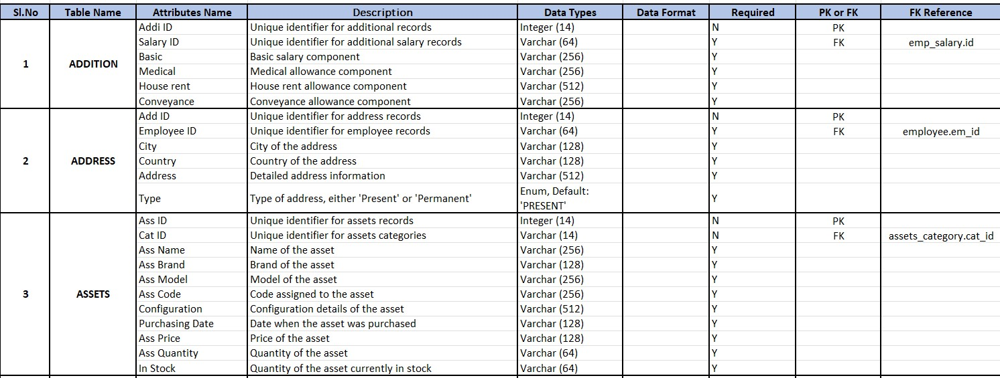 Sl.No Table Name Attributes Name Description Data Types Data Format Required PK or FK FK Reference
1 ADDITION
Addi ID Unique identifier for additional records Integer (14) N PK
Salary ID Unique identifier for additional salary records Varchar (64) Y FK emp_salary.id
Basic Basic salary component Varchar (256) Y
Medical Medical allowance component Varchar (256) Y
House rent House rent allowance component Varchar (512) Y
Conveyance Conveyance allowance component Varchar (256) Y
2 ADDRESS
Add ID Unique identifier for address records Integer (14) N PK
Employee ID Unique identifier for employee records Varchar (64) Y FK employee.em_id
City City of the address Varchar (128) Y
Country Country of the address Varchar (128) Y
Address Detailed address information Varchar (512) Y
Type Type of address, either 'Present' or 'Permanent' Enum, Default: 'PRESENT' Y
3 ASSETS
Ass ID Unique identifier for assets records Integer (14) N PK
Cat ID Unique identifier for assets categories Varchar (14) N FK assets_category.cat_id
Ass Name Name of the asset Varchar (256) Y
Ass Brand Brand of the asset Varchar (128) Y
Ass Model Model of the asset Varchar (256) Y
Ass Code Code assigned to the asset Varchar (256) Y
Configuration Configuration details of the asset Varchar (512) Y
Purchasing Date Date when the asset was purchased Varchar (128) Y
Ass Price Price of the asset Varchar (128) Y
Ass Quantity Quantity of the asset Varchar (64) Y
In Stock Quantity of the asset currently in stock Varchar (64) Y